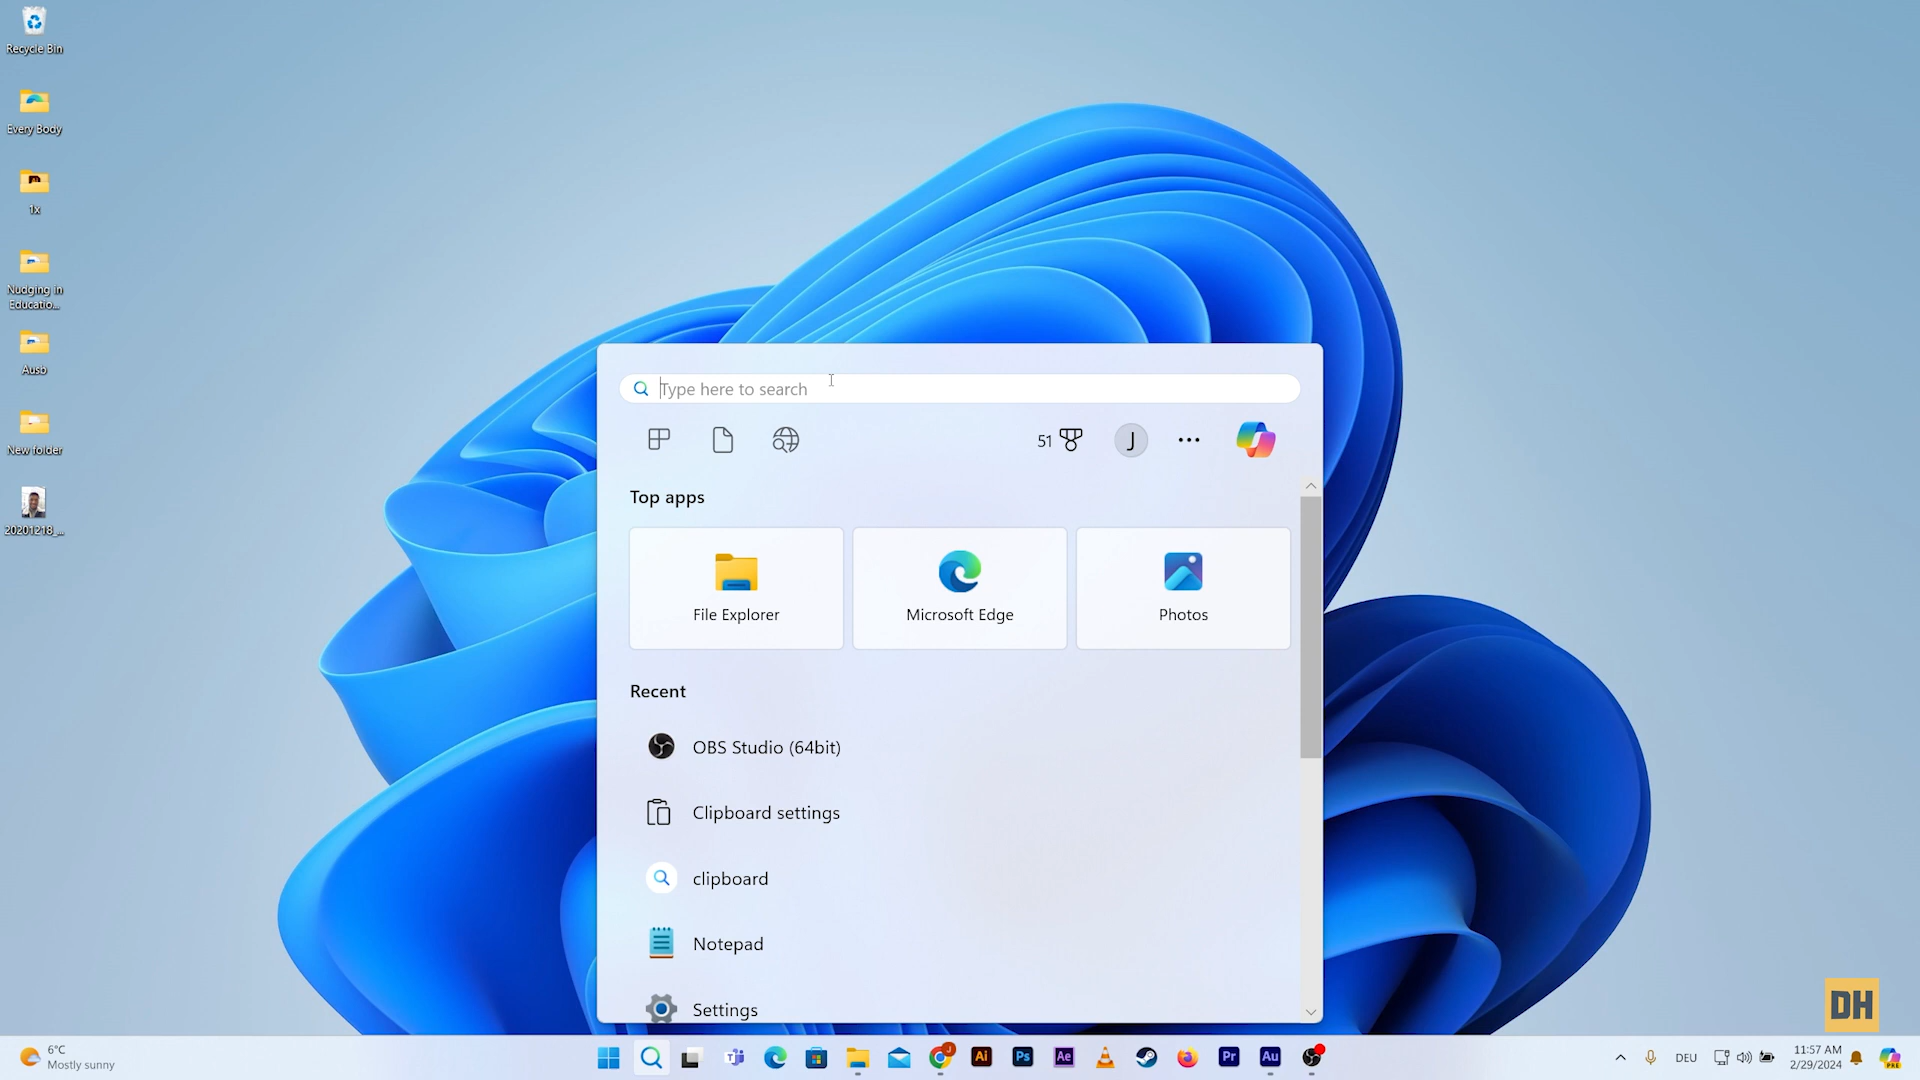 Recycle Bin
Every Body
1x
Nudging in
Educatio...
Ausb
New folder
20201218_...
Type here to search
51
J
Top apps
File Explorer
Microsoft Edge
Photos
Recent
OBS Studio (64bit)
Clipboard settings
clipboard
Notepad
Settings
DH
6°C
Mostly sunny
J
Ai
Ps
Ae
Pr
Au
DEU
11:57 AM
2/29/2024
PRE